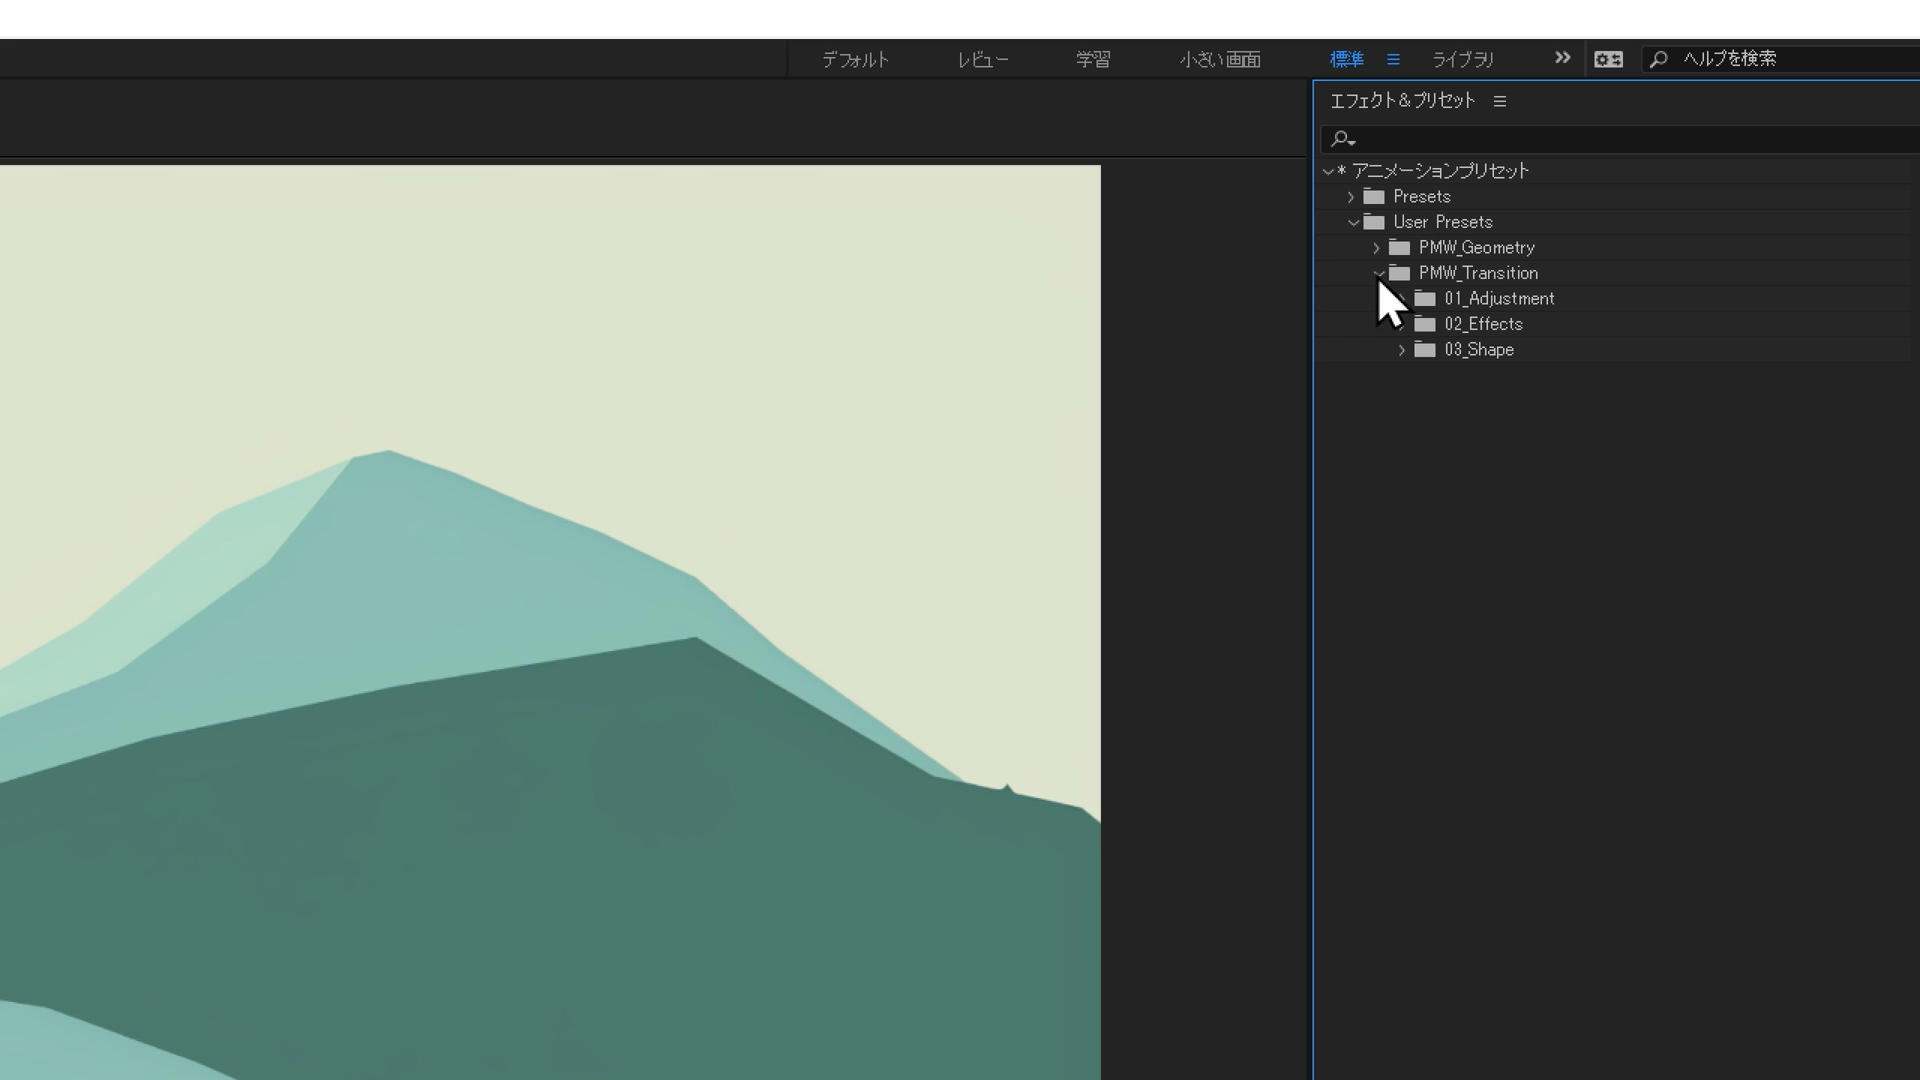 デフォルト レビュー 学習 小さい画面 標準 ライブラリ ヘルプを検索
エフェクト&プリセット
* アニメーションプリセット
Presets
User Presets
PMW_Geometry
PMW_Transition
01_Adjustment
02_Effects
03_Shape